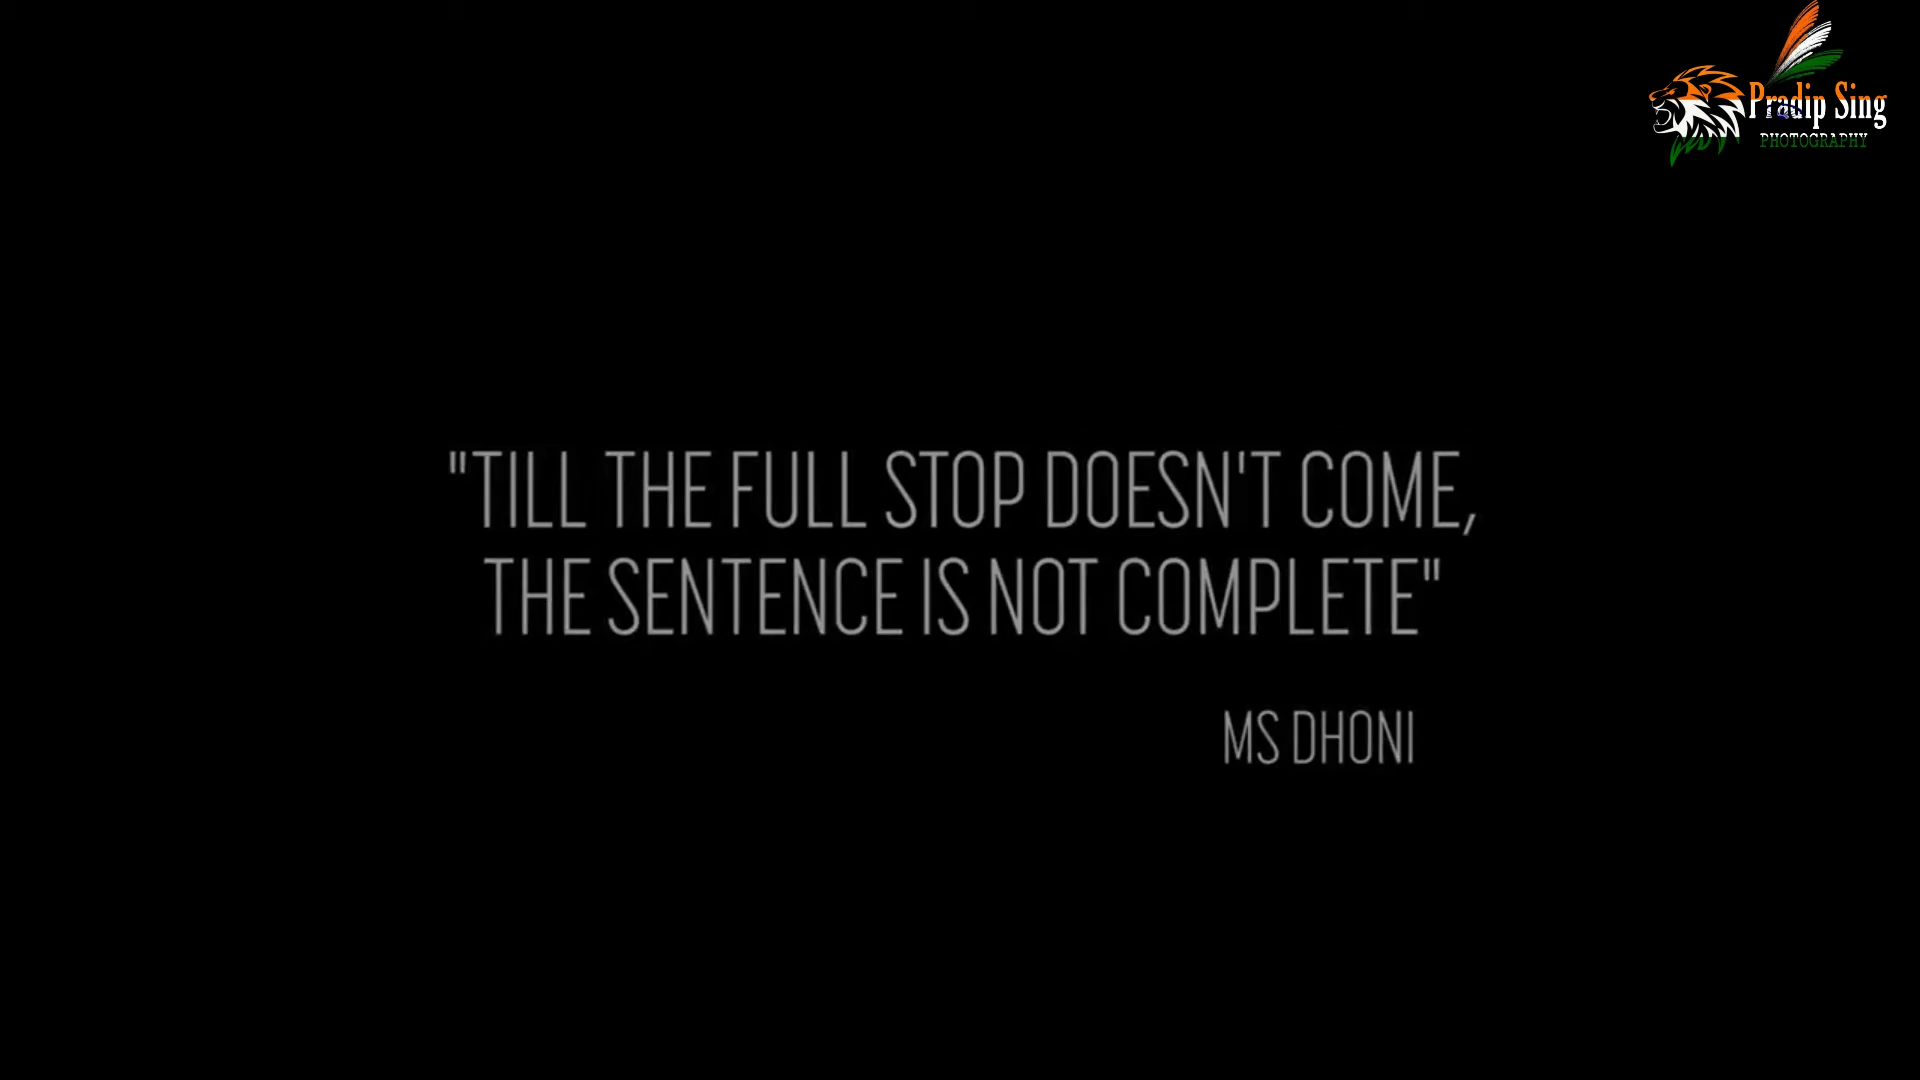 Pradip Sing
PHOTOGRAPHY
"TILL THE FULL STOP DOESN'T COME,
THE SENTENCE IS NOT COMPLETE"
MS DHONI